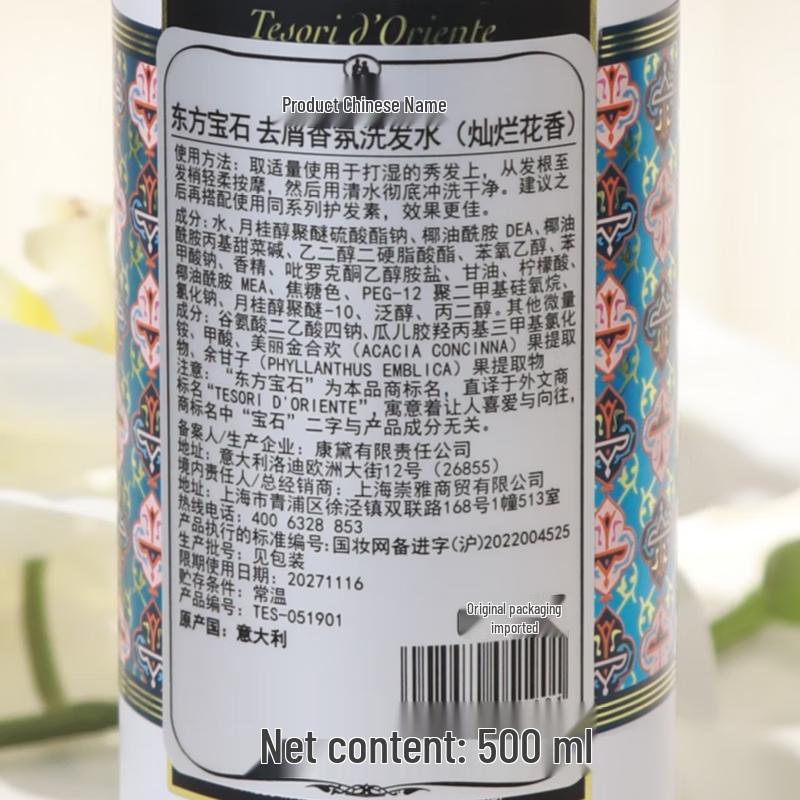 Tesori d'Oriente
Product Chinese Name
东方宝石 去屑香氛洗发水（灿烂花香）
使用方法：取适量使用于打湿的秀发上，从发根至
发梢轻柔按摩，然后用清水彻底冲洗干净。建议之
后再搭配使用同系列护发素，效果更佳。
成分：水、月桂醇聚醚硫酸酯钠、椰油酰胺 DEA、椰油
酰胺丙基甜菜碱、乙二醇二硬脂酸酯、苯氧乙醇、苯
甲酸钠、香精、吡罗克酮乙醇胺盐、甘油、柠檬酸、
椰油酰胺 MEA、焦糖色、PEG-12 聚二甲基硅氧烷、
氯化钠、月桂醇聚醚-10、泛醇、丙二醇。其他微量
成分：谷氨酸二乙酸四钠、瓜儿胶羟丙基三甲基氯化
铵、甲酸、美丽金合欢（ACACIA CONCINNA）果提取
物、余甘子（PHYLLANTHUS EMBLICA）果提取物
注意：“东方宝石”为本品商标名，直译于外文商
标名“TESORI D'ORIENTE”，寓意着让人喜爱与向往，
商标名中“宝石”二字与产品成分无关。
备案人/生产企业：康黛有限责任公司
地址：意大利洛迪欧洲大街12号（26855）
境内责任人/总经销商：上海崇雅商贸有限公司
地址：上海市青浦区徐泾镇双联路168号1幢513室
热线电话：400 6328 853
产品执行的标准编号：国妆网备进字(沪)2022004525
生产批号：见包装
限期使用日期：20271116
贮存条件：常温
产品编号：TES-051901
原产国：意大利
Original packaging
imported
Net content: 500 ml